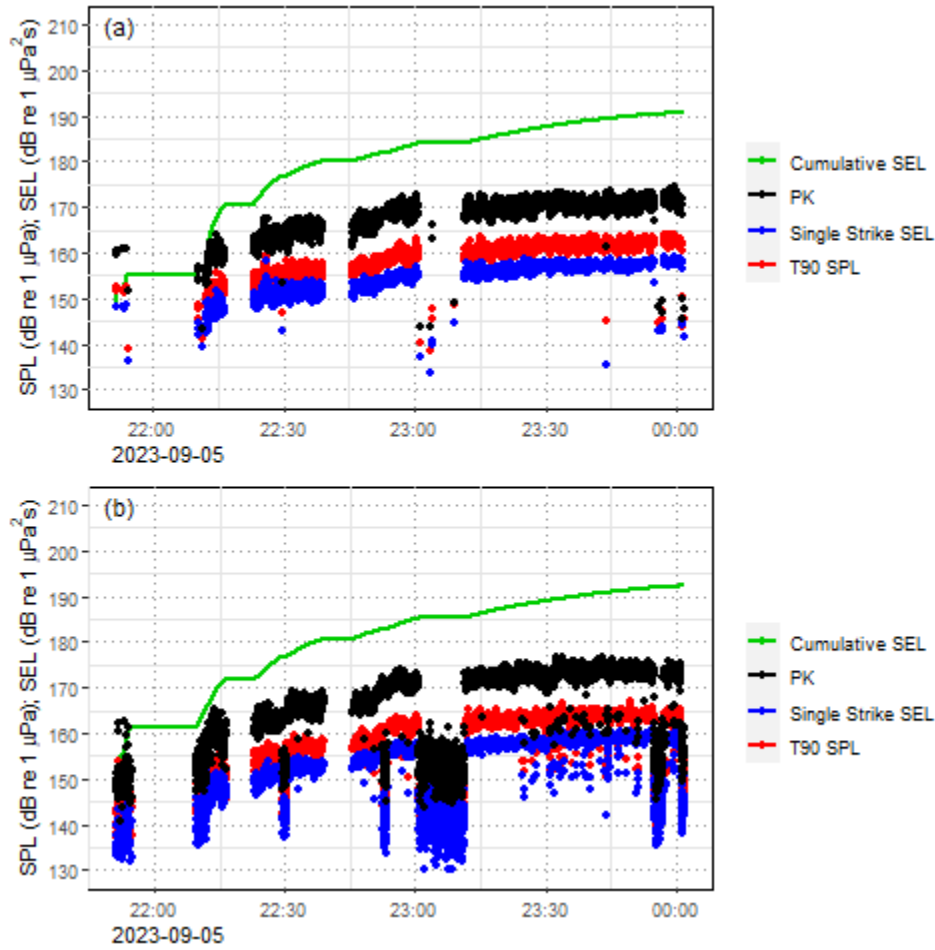 (a)
SPL (dB re 1 µPa); SEL (dB re 1 µPa²s)
210
200
190
180
170
160
150
140
130
22:00 22:30 23:00 23:30 00:00
2023-09-05
Cumulative SEL
PK
Single Strike SEL
T90 SPL
(b)
SPL (dB re 1 µPa); SEL (dB re 1 µPa²s)
210
200
190
180
170
160
150
140
130
22:00 22:30 23:00 23:30 00:00
2023-09-05
Cumulative SEL
PK
Single Strike SEL
T90 SPL